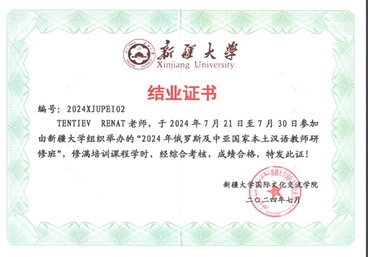 新疆大学
Xinjiang University
结业证书
编号：2024XJUPEI02
TENTIEV RENAT老师，于2024年7月21日至7月30日参加
由新疆大学组织举办的“2024年俄罗斯及中亚国家本土汉语教师研
修班”，修满培训课程学时，经综合考核，成绩合格，特发此证！
新疆大学国际文化交流学院
二〇二四年七月